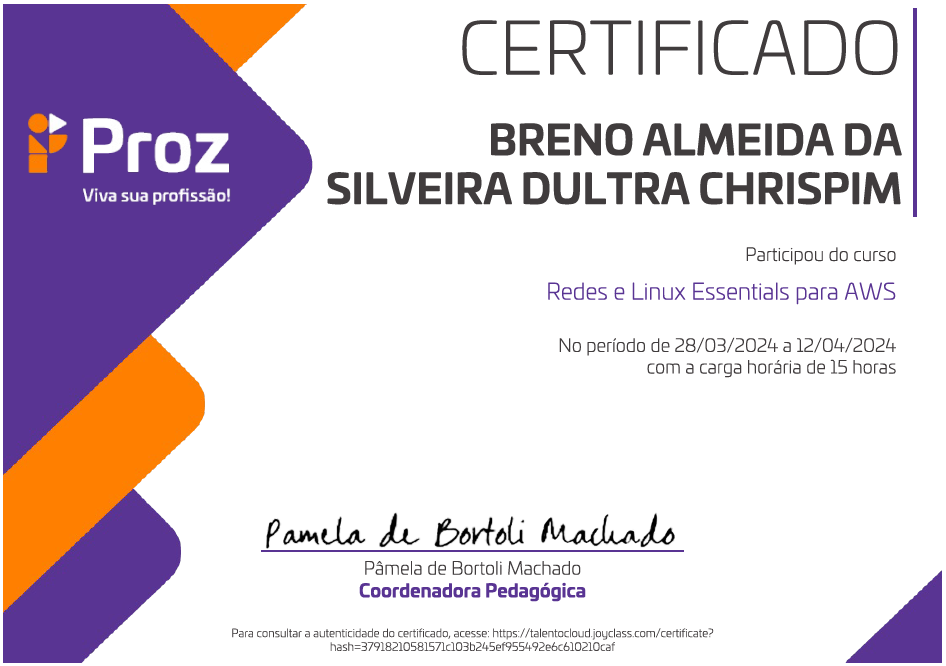 CERTIFICADO
Proz
Viva sua profissão!
BRENO ALMEIDA DA
SILVEIRA DULTRA CHRISPIM
Participou do curso
Redes e Linux Essentials para AWS
No período de 28/03/2024 a 12/04/2024
com a carga horária de 15 horas
Pamela de Bortoli Machado
Pâmela de Bortoli Machado
Coordenadora Pedagógica
Para consultar a autenticidade do certificado, acesse: https://talentocloud.joyclass.com/certificate?
hash=37918210581571c103b245ef955492e6c610210caf